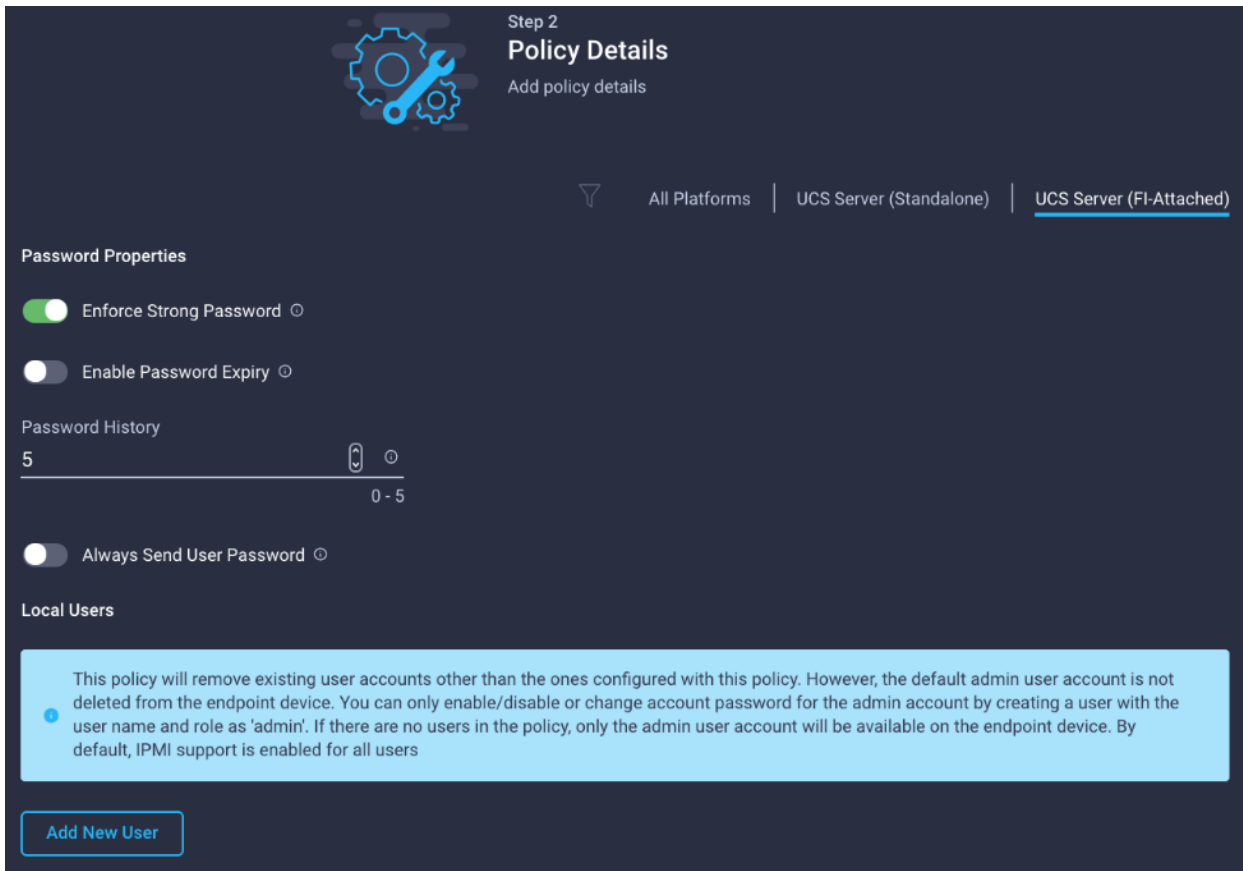 Step 2
Policy Details
Add policy details
All Platforms
UCS Server (Standalone)
UCS Server (FI-Attached)
Password Properties
Enforce Strong Password
Enable Password Expiry
Password History
5
0 - 5
Always Send User Password
Local Users
This policy will remove existing user accounts other than the ones configured with this policy. However, the default admin user account is not
deleted from the endpoint device. You can only enable/disable or change account password for the admin account by creating a user with the
user name and role as 'admin'. If there are no users in the policy, only the admin user account will be available on the endpoint device. By
default, IPMI support is enabled for all users
Add New User